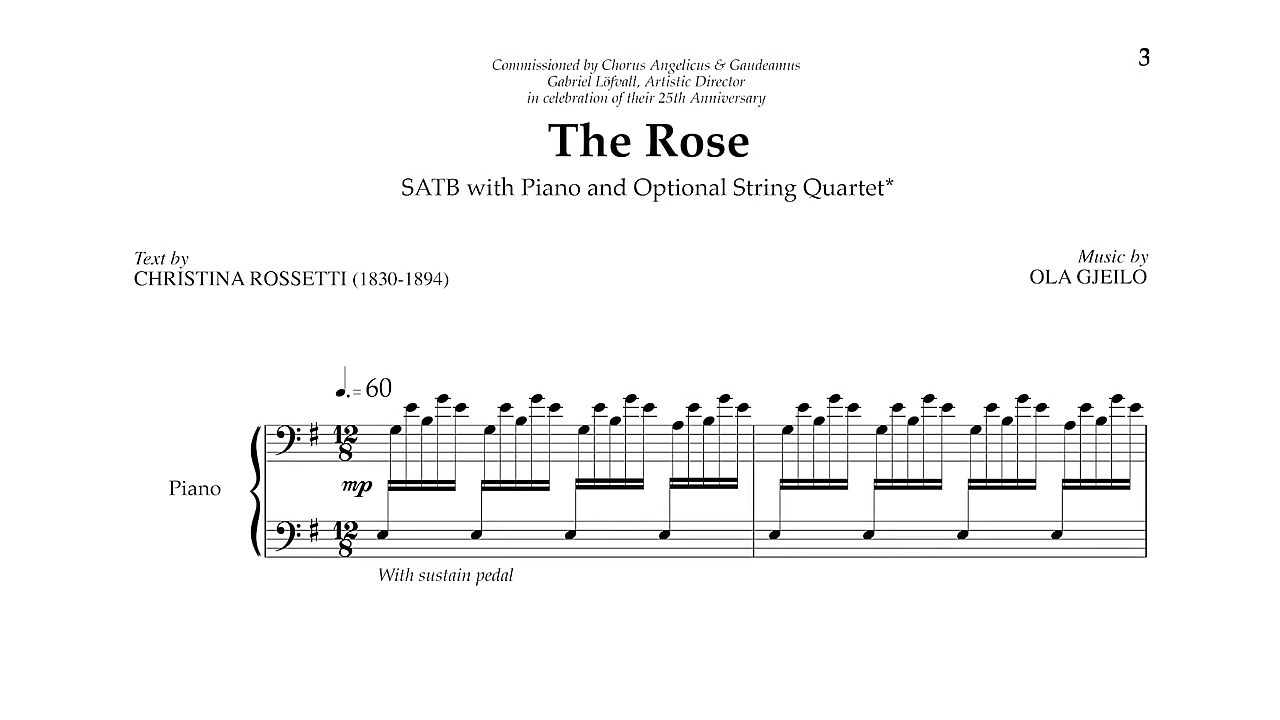 3
Commissioned by Chorus Angelicus & Gaudeamus
Gabriel Löfvall, Artistic Director
in celebration of their 25th Anniversary
The Rose
SATB with Piano and Optional String Quartet*
Text by
CHRISTINA ROSSETTI (1830-1894)
Music by
OLA GJEILO
♩. = 60
12
8
Piano
mp
12
8
With sustain pedal